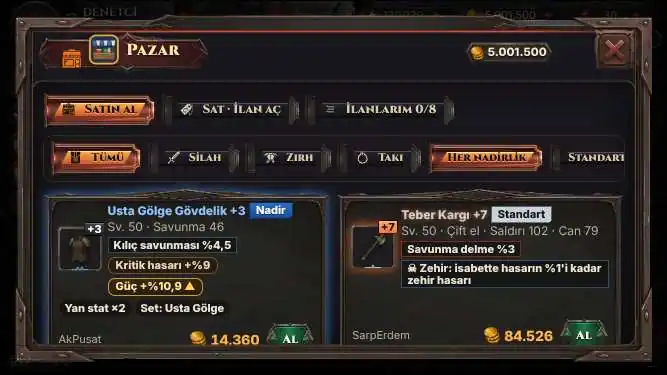 DENETÇİ
PAZAR
5.001.500
SATIN AL
SAT · İLAN AÇ
İLANLARIM 0/8
TÜMÜ
SİLAH
ZIRH
TAKI
HER NADİRLİK
STANDART
Usta Gölge Gövdelik +3 Nadir
+3
Sv. 50 · Savunma 46
Kılıç savunması %4,5
Kritik hasarı +%9
Güç +%10,9 ▲
Yan stat ×2 Set: Usta Gölge
AkPusat
14.360
AL
Teber Kargı +7 Standart
+7
Sv. 50 · Çift el · Saldırı 102 · Can 79
Savunma delme %3
☠ Zehir: isabette hasarın %1'i kadar
zehir hasarı
SarpErdem
84.526
AL